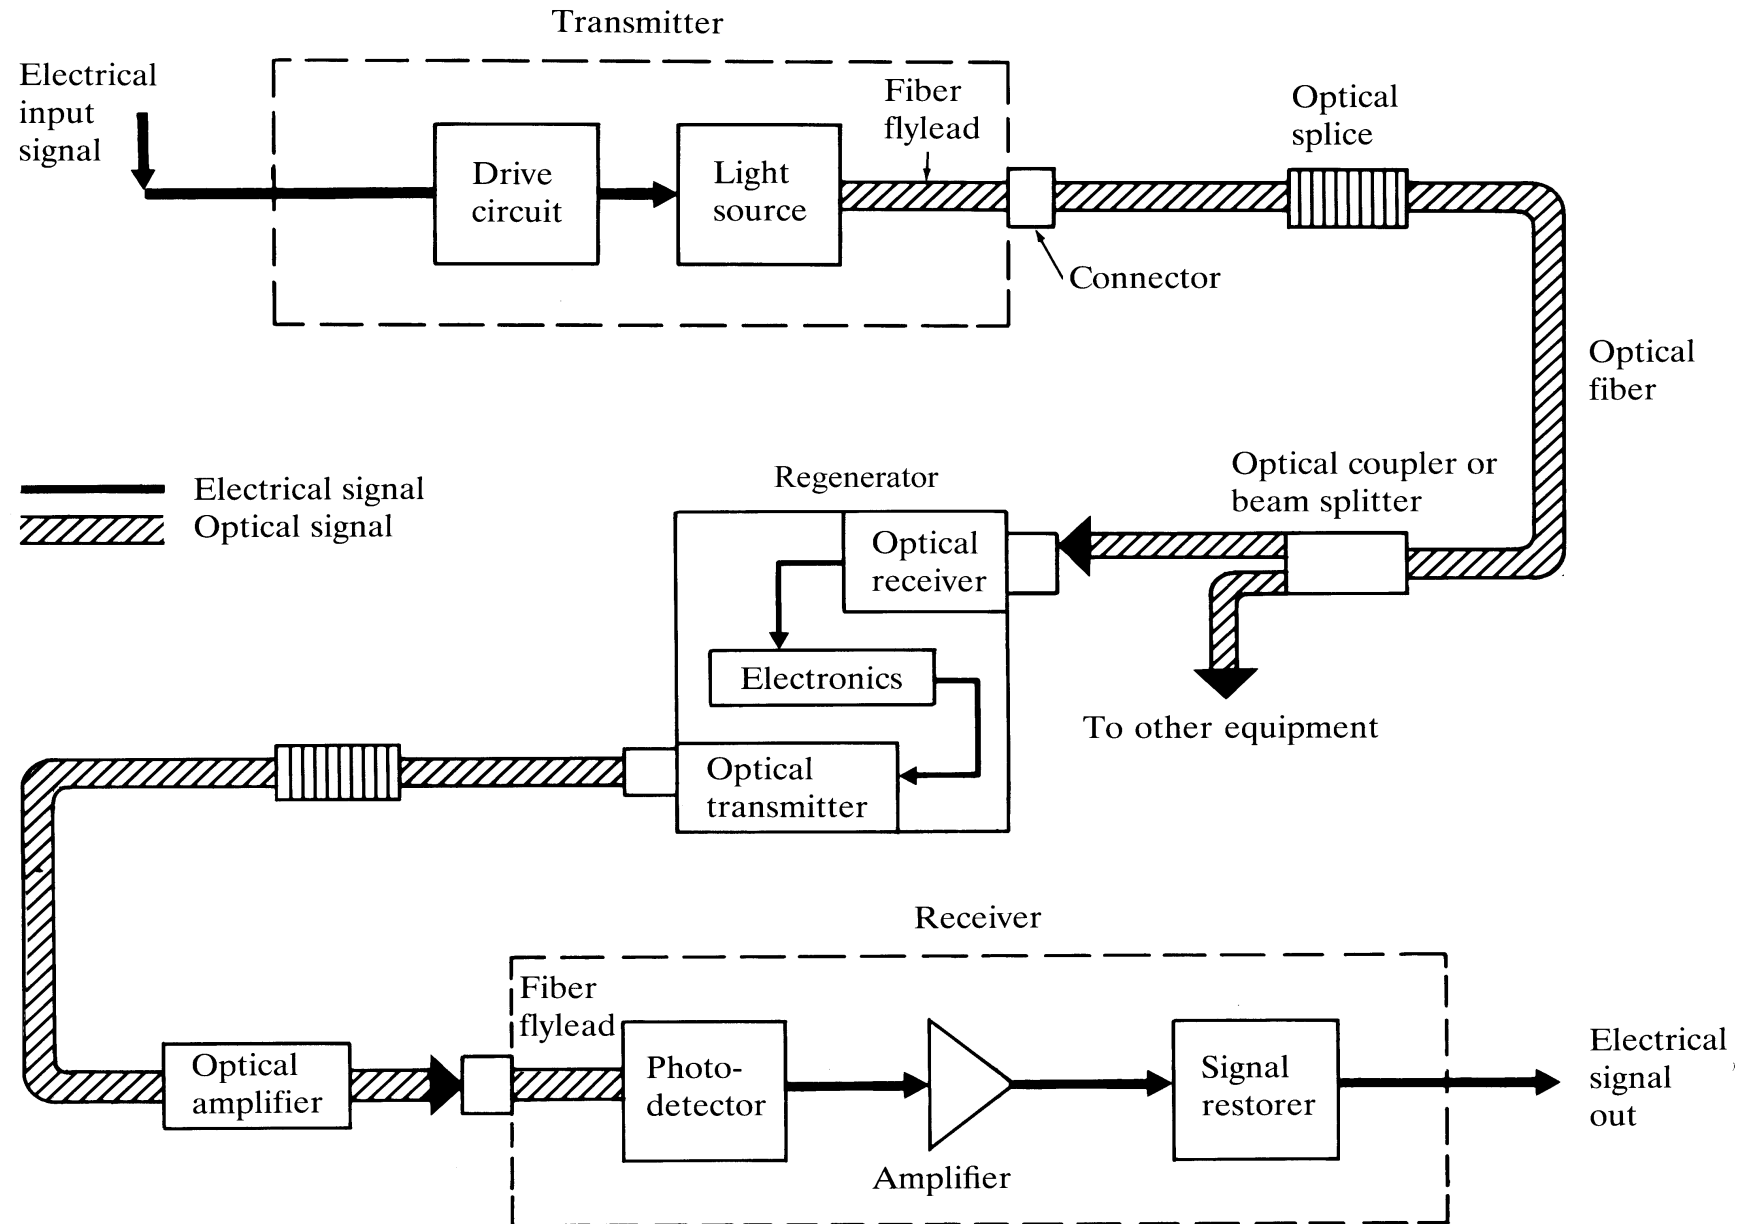 Transmitter
Electrical
input
signal
Drive
circuit
Light
source
Fiber
flylead
Connector
Optical
splice
Optical
fiber
Electrical signal
Optical signal
Regenerator
Optical
receiver
Electronics
Optical
transmitter
Optical coupler or
beam splitter
To other equipment
Receiver
Optical
amplifier
Fiber
flylead
Photo-
detector
Amplifier
Signal
restorer
Electrical
signal
out